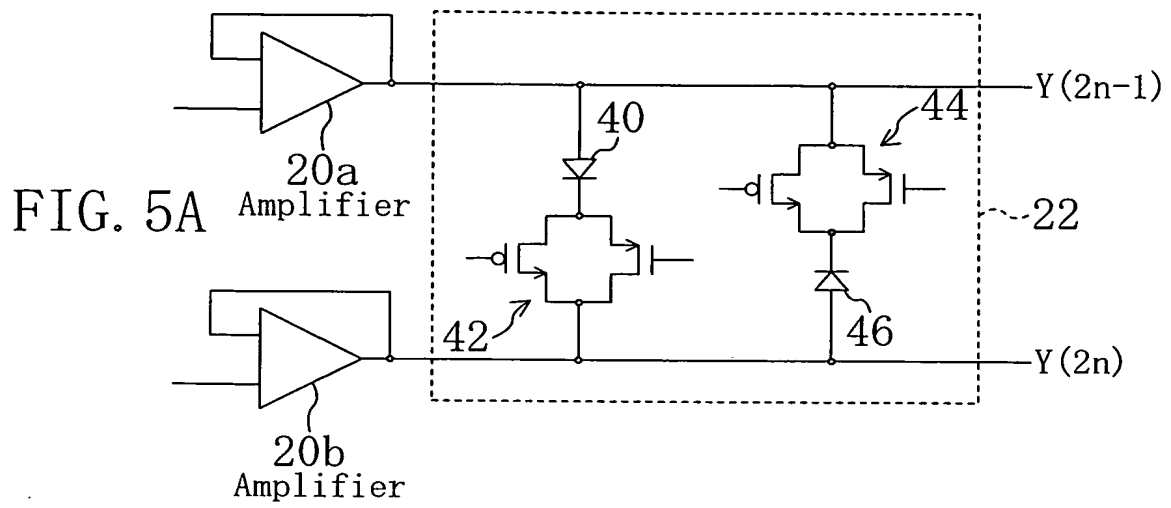 Y(2n-1)
40
44
20a
Amplifier
FIG. 5A
22
42
46
Y(2n)
20b
Amplifier